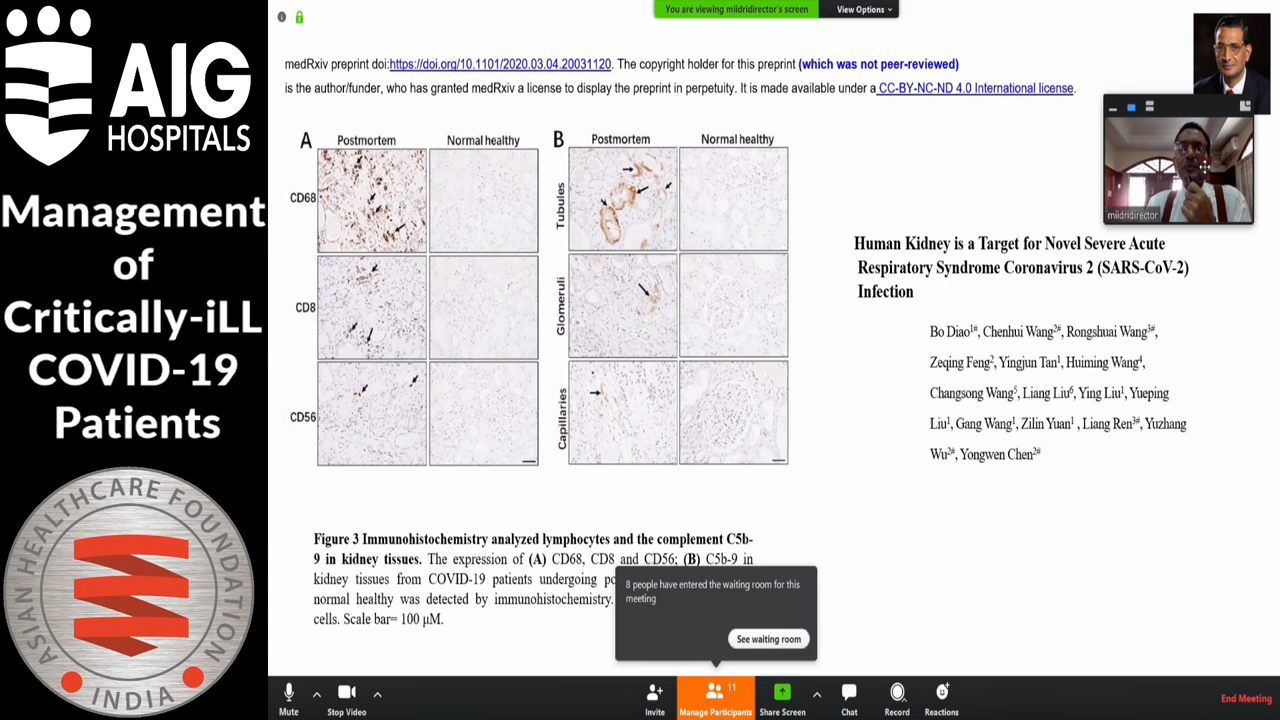 AIG
HOSPITALS
Management
of
Critically-iLL
COVID-19
Patients
ASIAN HEALTHCARE FOUNDATION
INDIA
You are viewing miidridirector's screen
View Options
medRxiv preprint doi:https://doi.org/10.1101/2020.03.04.20031120. The copyright holder for this preprint (which was not peer-reviewed)
is the author/funder, who has granted medRxiv a license to display the preprint in perpetuity. It is made available under a CC-BY-NC-ND 4.0 International license.
A Postmortem Normal healthy
CD68
CD8
CD56
B Postmortem Normal healthy
Tubules
Glomeruli
Capillaries
miidridirector
Human Kidney is a Target for Novel Severe Acute
Respiratory Syndrome Coronavirus 2 (SARS-CoV-2)
Infection
Bo Diao1#, Chenhui Wang2#, Rongshuai Wang3#,
Zeqing Feng2, Yingjun Tan1, Huiming Wang4,
Changsong Wang5, Liang Liu6, Ying Liu1, Yueping
Liu1, Gang Wang1, Zilin Yuan1 , Liang Ren3#, Yuzhang
Wu2#, Yongwen Chen2#
Figure 3 Immunohistochemistry analyzed lymphocytes and the complement C5b-
9 in kidney tissues. The expression of (A) CD68, CD8 and CD56; (B) C5b-9 in
kidney tissues from COVID-19 patients undergoing po
normal healthy was detected by immunohistochemistry.
cells. Scale bar= 100 μM.
8 people have entered the waiting room for this
meeting
See waiting room
Mute
Stop Video
Invite
11
Manage Participants
Share Screen
Chat
Record
Reactions
End Meeting